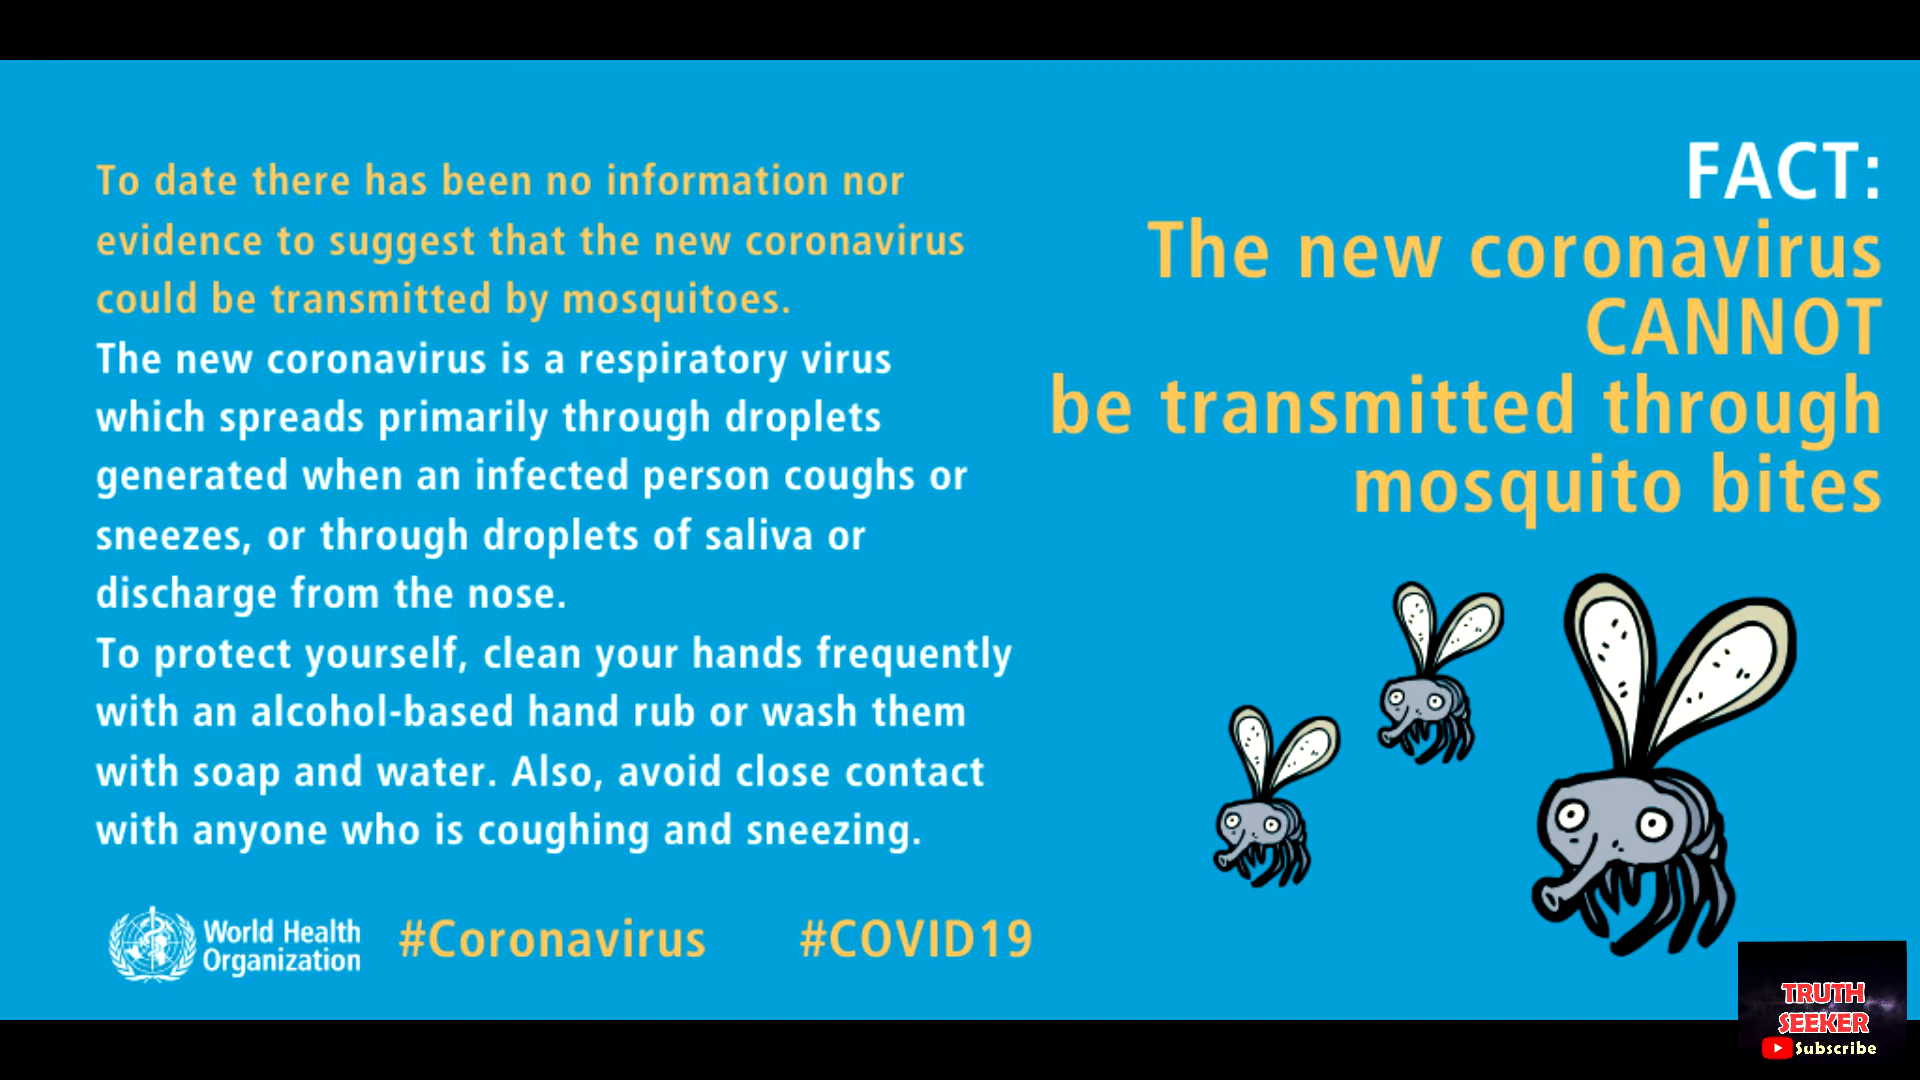 To date there has been no information nor
evidence to suggest that the new coronavirus
could be transmitted by mosquitoes.
The new coronavirus is a respiratory virus
which spreads primarily through droplets
generated when an infected person coughs or
sneezes, or through droplets of saliva or
discharge from the nose.
To protect yourself, clean your hands frequently
with an alcohol-based hand rub or wash them
with soap and water. Also, avoid close contact
with anyone who is coughing and sneezing.
World Health
Organization
#Coronavirus #COVID19
FACT:
The new coronavirus
CANNOT
be transmitted through
mosquito bites
TRUTH
SEEKER
Subscribe